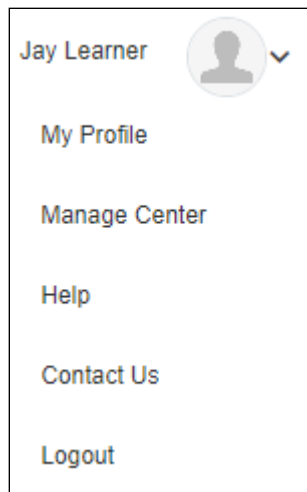 Jay Learner
My Profile
Manage Center
Help
Contact Us
Logout